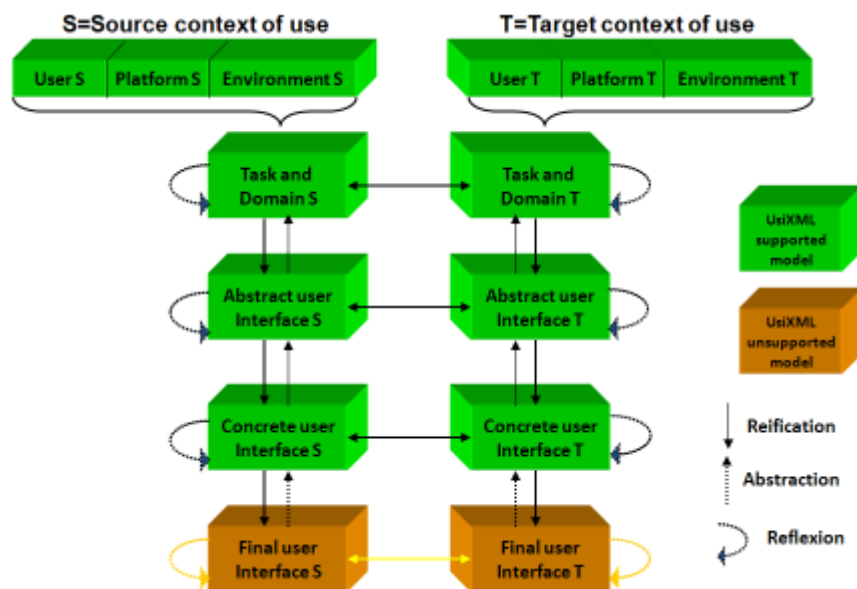 S=Source context of use
T=Target context of use
User S
Platform S
Environment S
User T
Platform T
Environment T
Task and
Domain S
Task and
Domain T
UsiXML
supported
model
Abstract user
Interface S
Abstract user
Interface T
UsiXML
unsupported
model
Concrete user
Interface S
Concrete user
Interface T
Reification
Abstraction
Reflexion
Final user
Interface S
Final user
Interface T